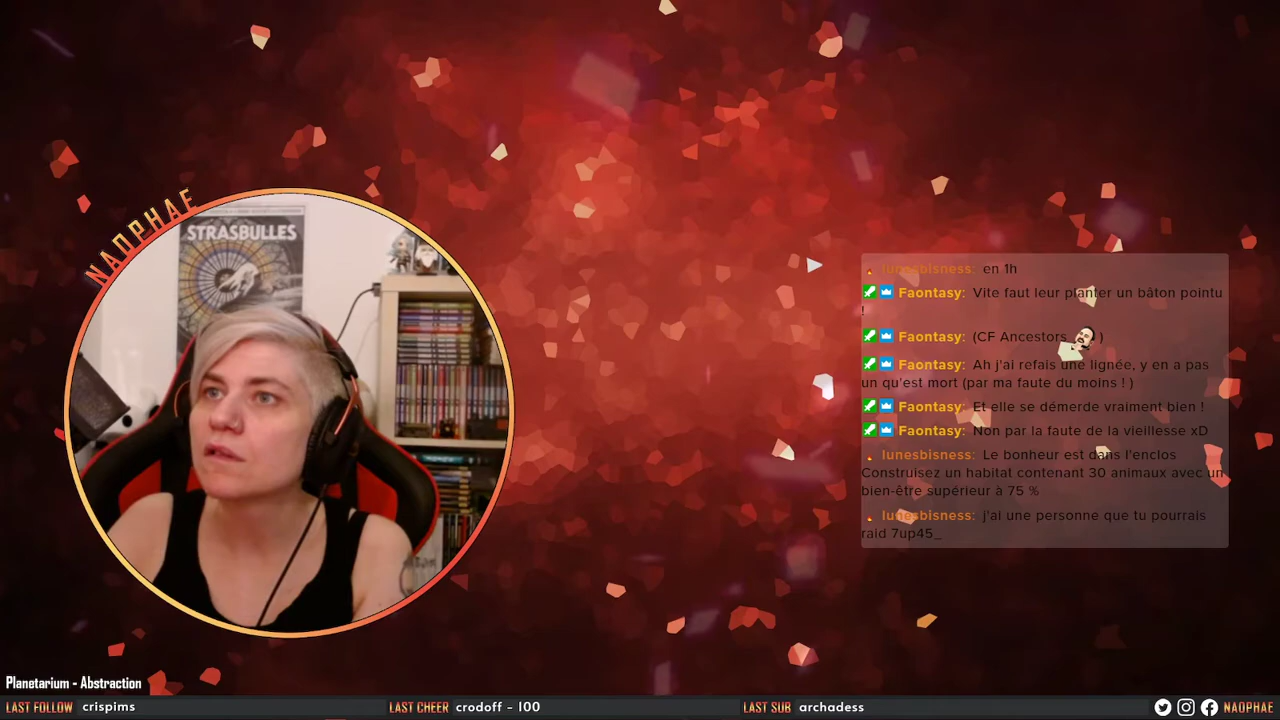 NAOPHAE
STRASBULLES
lunesbisness: en 1h
Faontasy: Vite faut leur planter un bâton pointu
!
Faontasy: (CF Ancestors )
Faontasy: Ah j'ai refais une lignée, y en a pas
un qu'est mort (par ma faute du moins ! )
Faontasy: Et elle se démerde vraiment bien !
Faontasy: Non par la faute de la vieillesse xD
lunesbisness: Le bonheur est dans l'enclos
Construisez un habitat contenant 30 animaux avec un
bien-être supérieur à 75 %
lunesbisness: j'ai une personne que tu pourrais
raid 7up45_
Planetarium - Abstraction
LAST FOLLOW crispims
LAST CHEER crodoff - 100
LAST SUB archadess
NAOPHAE